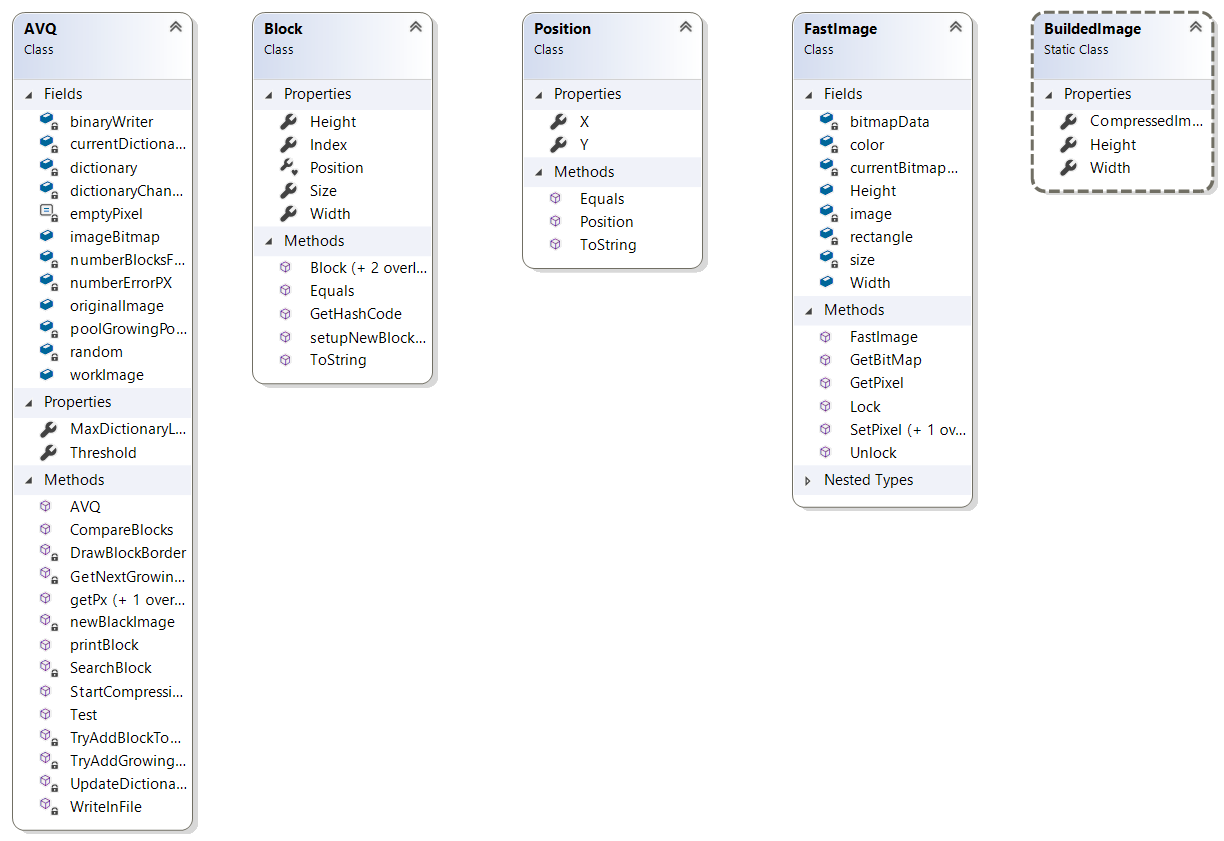 AVQ
Class
Fields
binaryWriter
currentDictiona...
dictionary
dictionaryChan...
emptyPixel
imageBitmap
numberBlocksF...
numberErrorPX
originalImage
poolGrowingPo...
random
workImage
Properties
MaxDictionaryL...
Threshold
Methods
AVQ
CompareBlocks
DrawBlockBorder
GetNextGrowin...
getPx (+ 1 over...
newBlackImage
printBlock
SearchBlock
StartCompressi...
Test
TryAddBlockTo...
TryAddGrowing...
UpdateDictiona...
WriteInFile
Block
Class
Properties
Height
Index
Position
Size
Width
Methods
Block (+ 2 overl...
Equals
GetHashCode
setupNewBlock...
ToString
Position
Class
Properties
X
Y
Methods
Equals
Position
ToString
FastImage
Class
Fields
bitmapData
color
currentBitmap...
Height
image
rectangle
size
Width
Methods
FastImage
GetBitMap
GetPixel
Lock
SetPixel (+ 1 ov...
Unlock
Nested Types
BuildedImage
Static Class
Properties
CompressedIm...
Height
Width